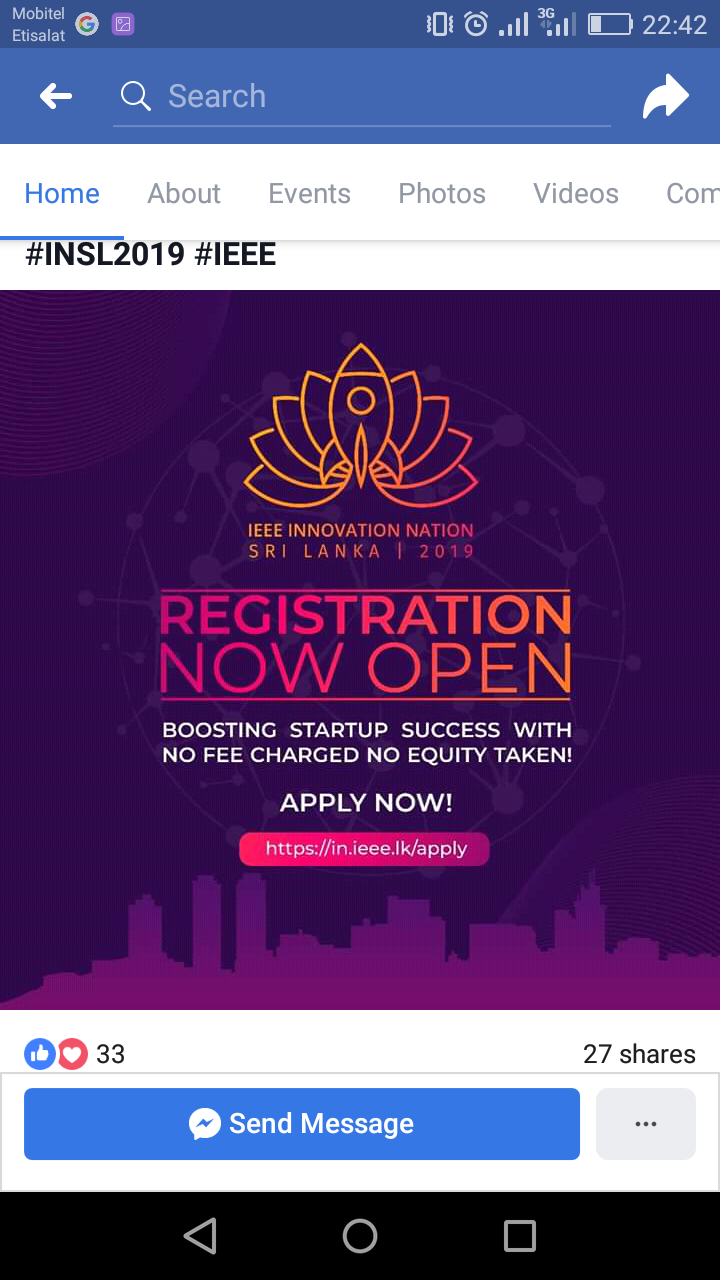 Mobitel
Etisalat
3G
22:42
Search
Home About Events Photos Videos Com
#INSL2019 #IEEE
IEEE INNOVATION NATION
SRI LANKA | 2019
REGISTRATION
NOW OPEN
BOOSTING STARTUP SUCCESS WITH
NO FEE CHARGED NO EQUITY TAKEN!
APPLY NOW!
https://in.ieee.lk/apply
33 27 shares
Send Message